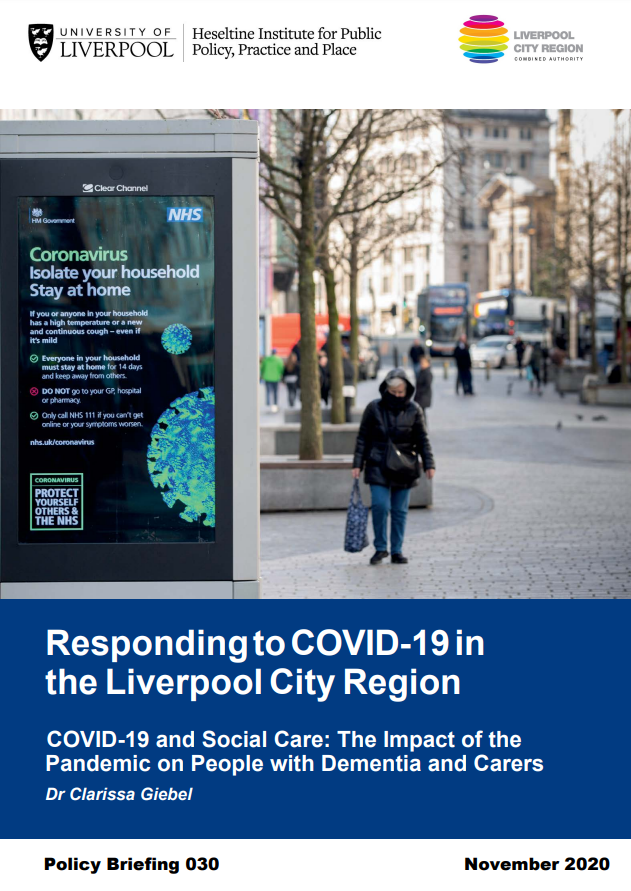 UNIVERSITY OF
LIVERPOOL
Heseltine Institute for Public
Policy, Practice and Place
LIVERPOOL
CITY REGION
COMBINED AUTHORITY
Clear Channel
HM Government
NHS
Coronavirus
Isolate your household
Stay at home
If you or anyone in your household
has a high temperature or a new
and continuous cough – even if
it's mild
Everyone in your household
must stay at home for 14 days
and keep away from others.
DO NOT go to your GP, hospital
or pharmacy.
Only call NHS 111 if you can't get
online or your symptoms worsen.
nhs.uk/coronavirus
CORONAVIRUS
PROTECT
YOURSELF
OTHERS &
THE NHS
Responding to COVID-19 in
the Liverpool City Region
COVID-19 and Social Care: The Impact of the
Pandemic on People with Dementia and Carers
Dr Clarissa Giebel
Policy Briefing 030
November 2020